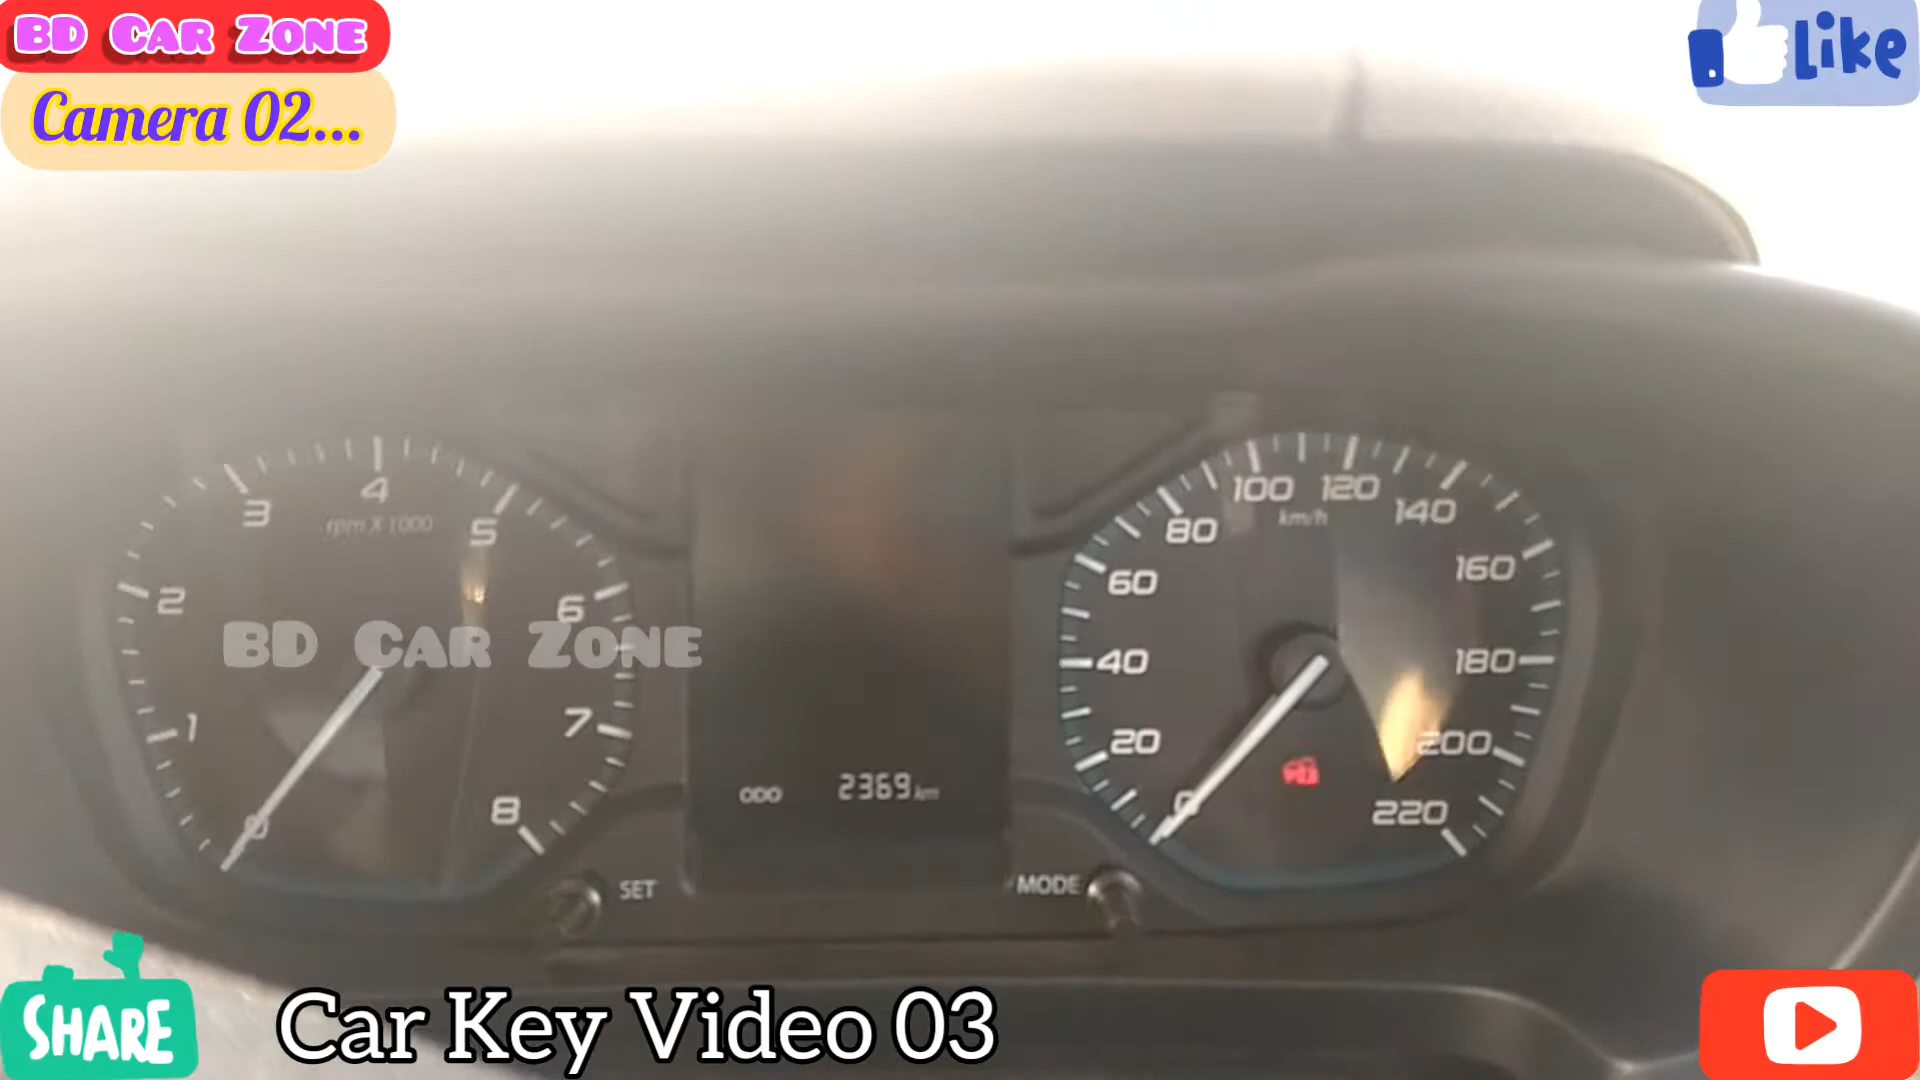 BD CAR ZONE
Camera 02...
Like
4
3
5
rpm X 1000
2
6
1
7
0
8
BD CAR ZONE
ODO 2369 km
SET
MODE
100 120
km/h
80
140
60
160
40
180
20
200
0
220
SHARE
Car Key Video 03